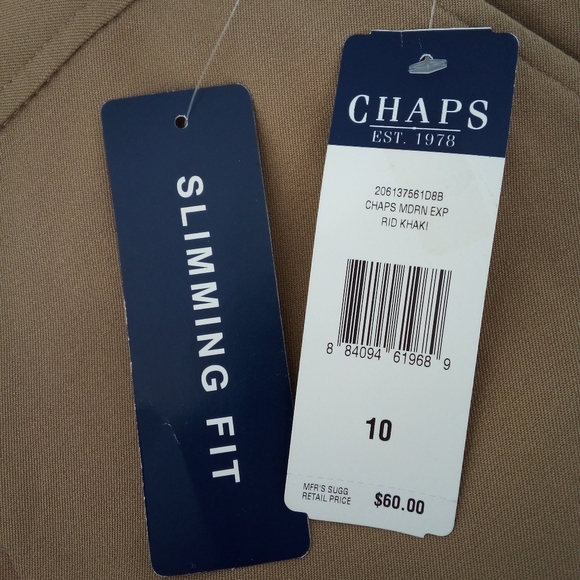 SLIMMING FIT
CHAPS
EST. 1978
206137561D8B
CHAPS MDRN EXP
RID KHAKI
8 84094 61968 9
10
MFR'S SUGG
RETAIL PRICE $60.00